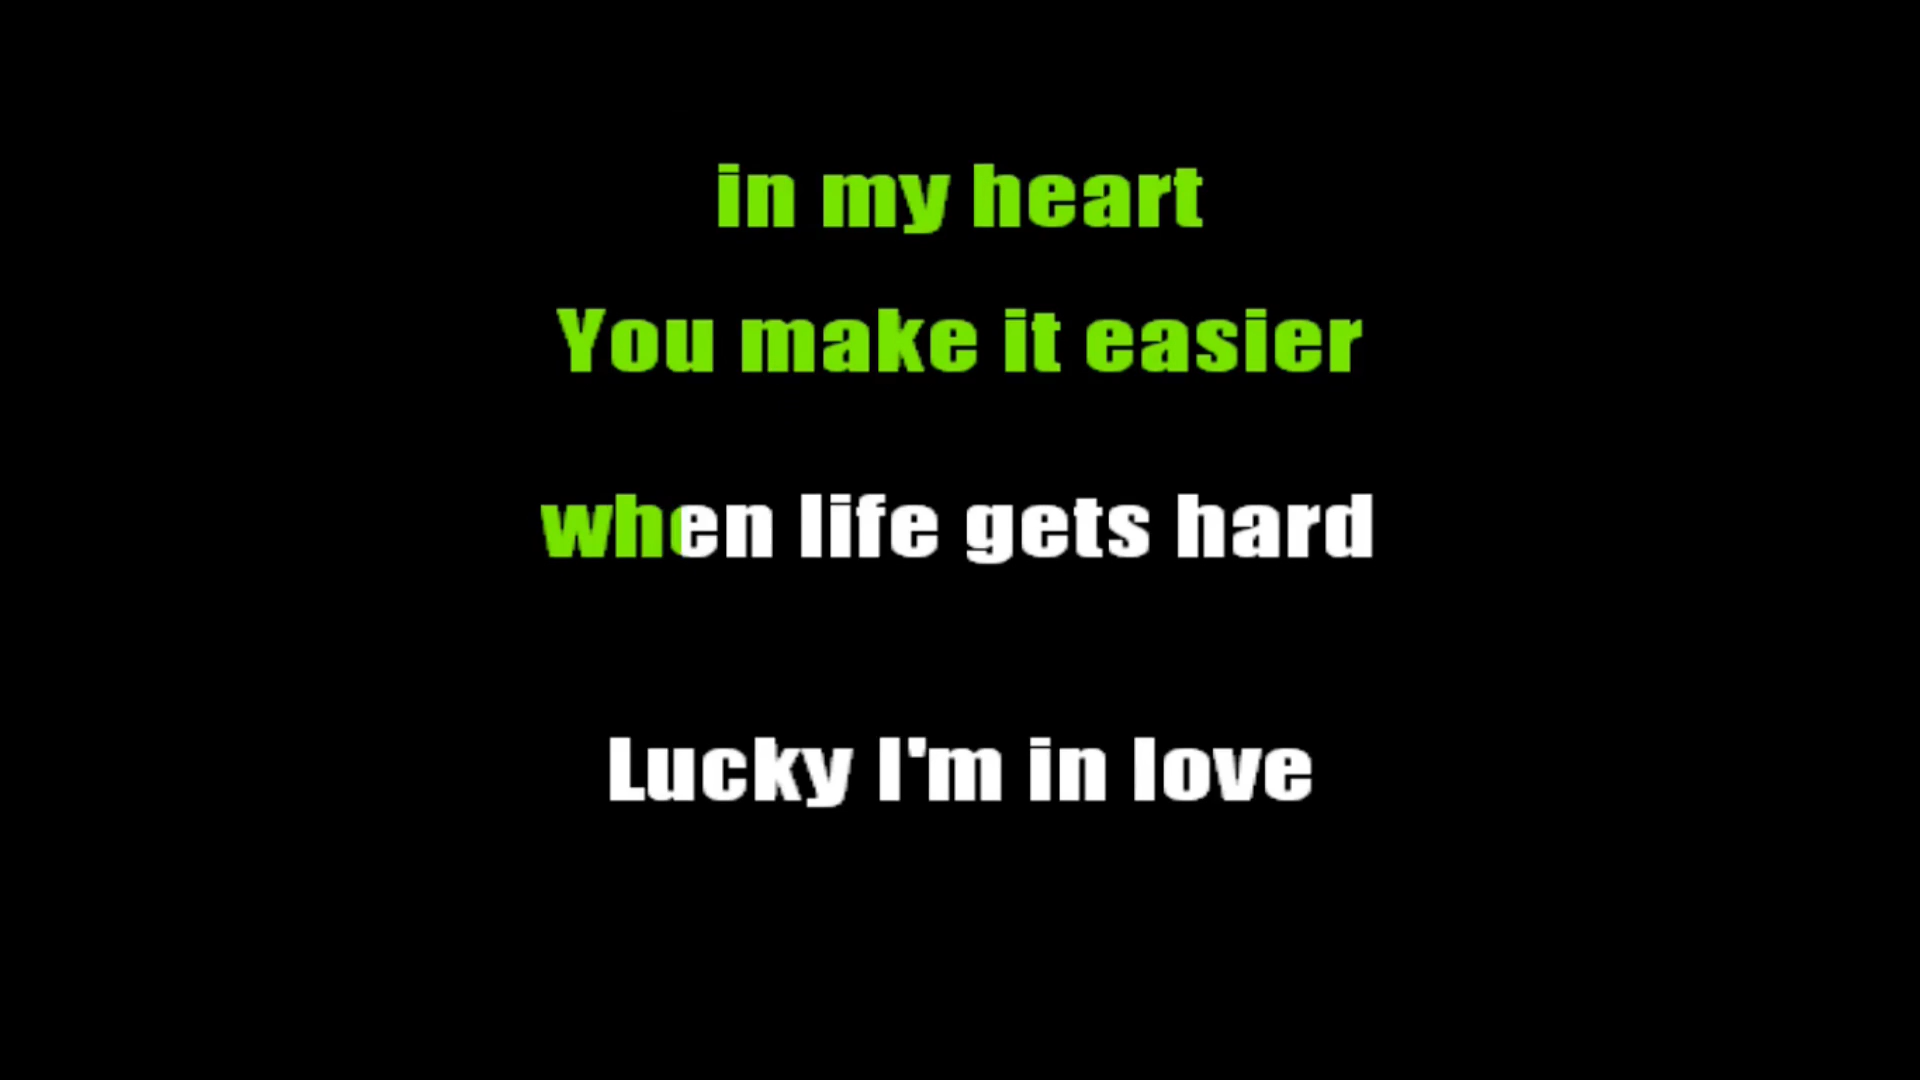 in my heart
You make it easier
when life gets hard
Lucky I'm in love